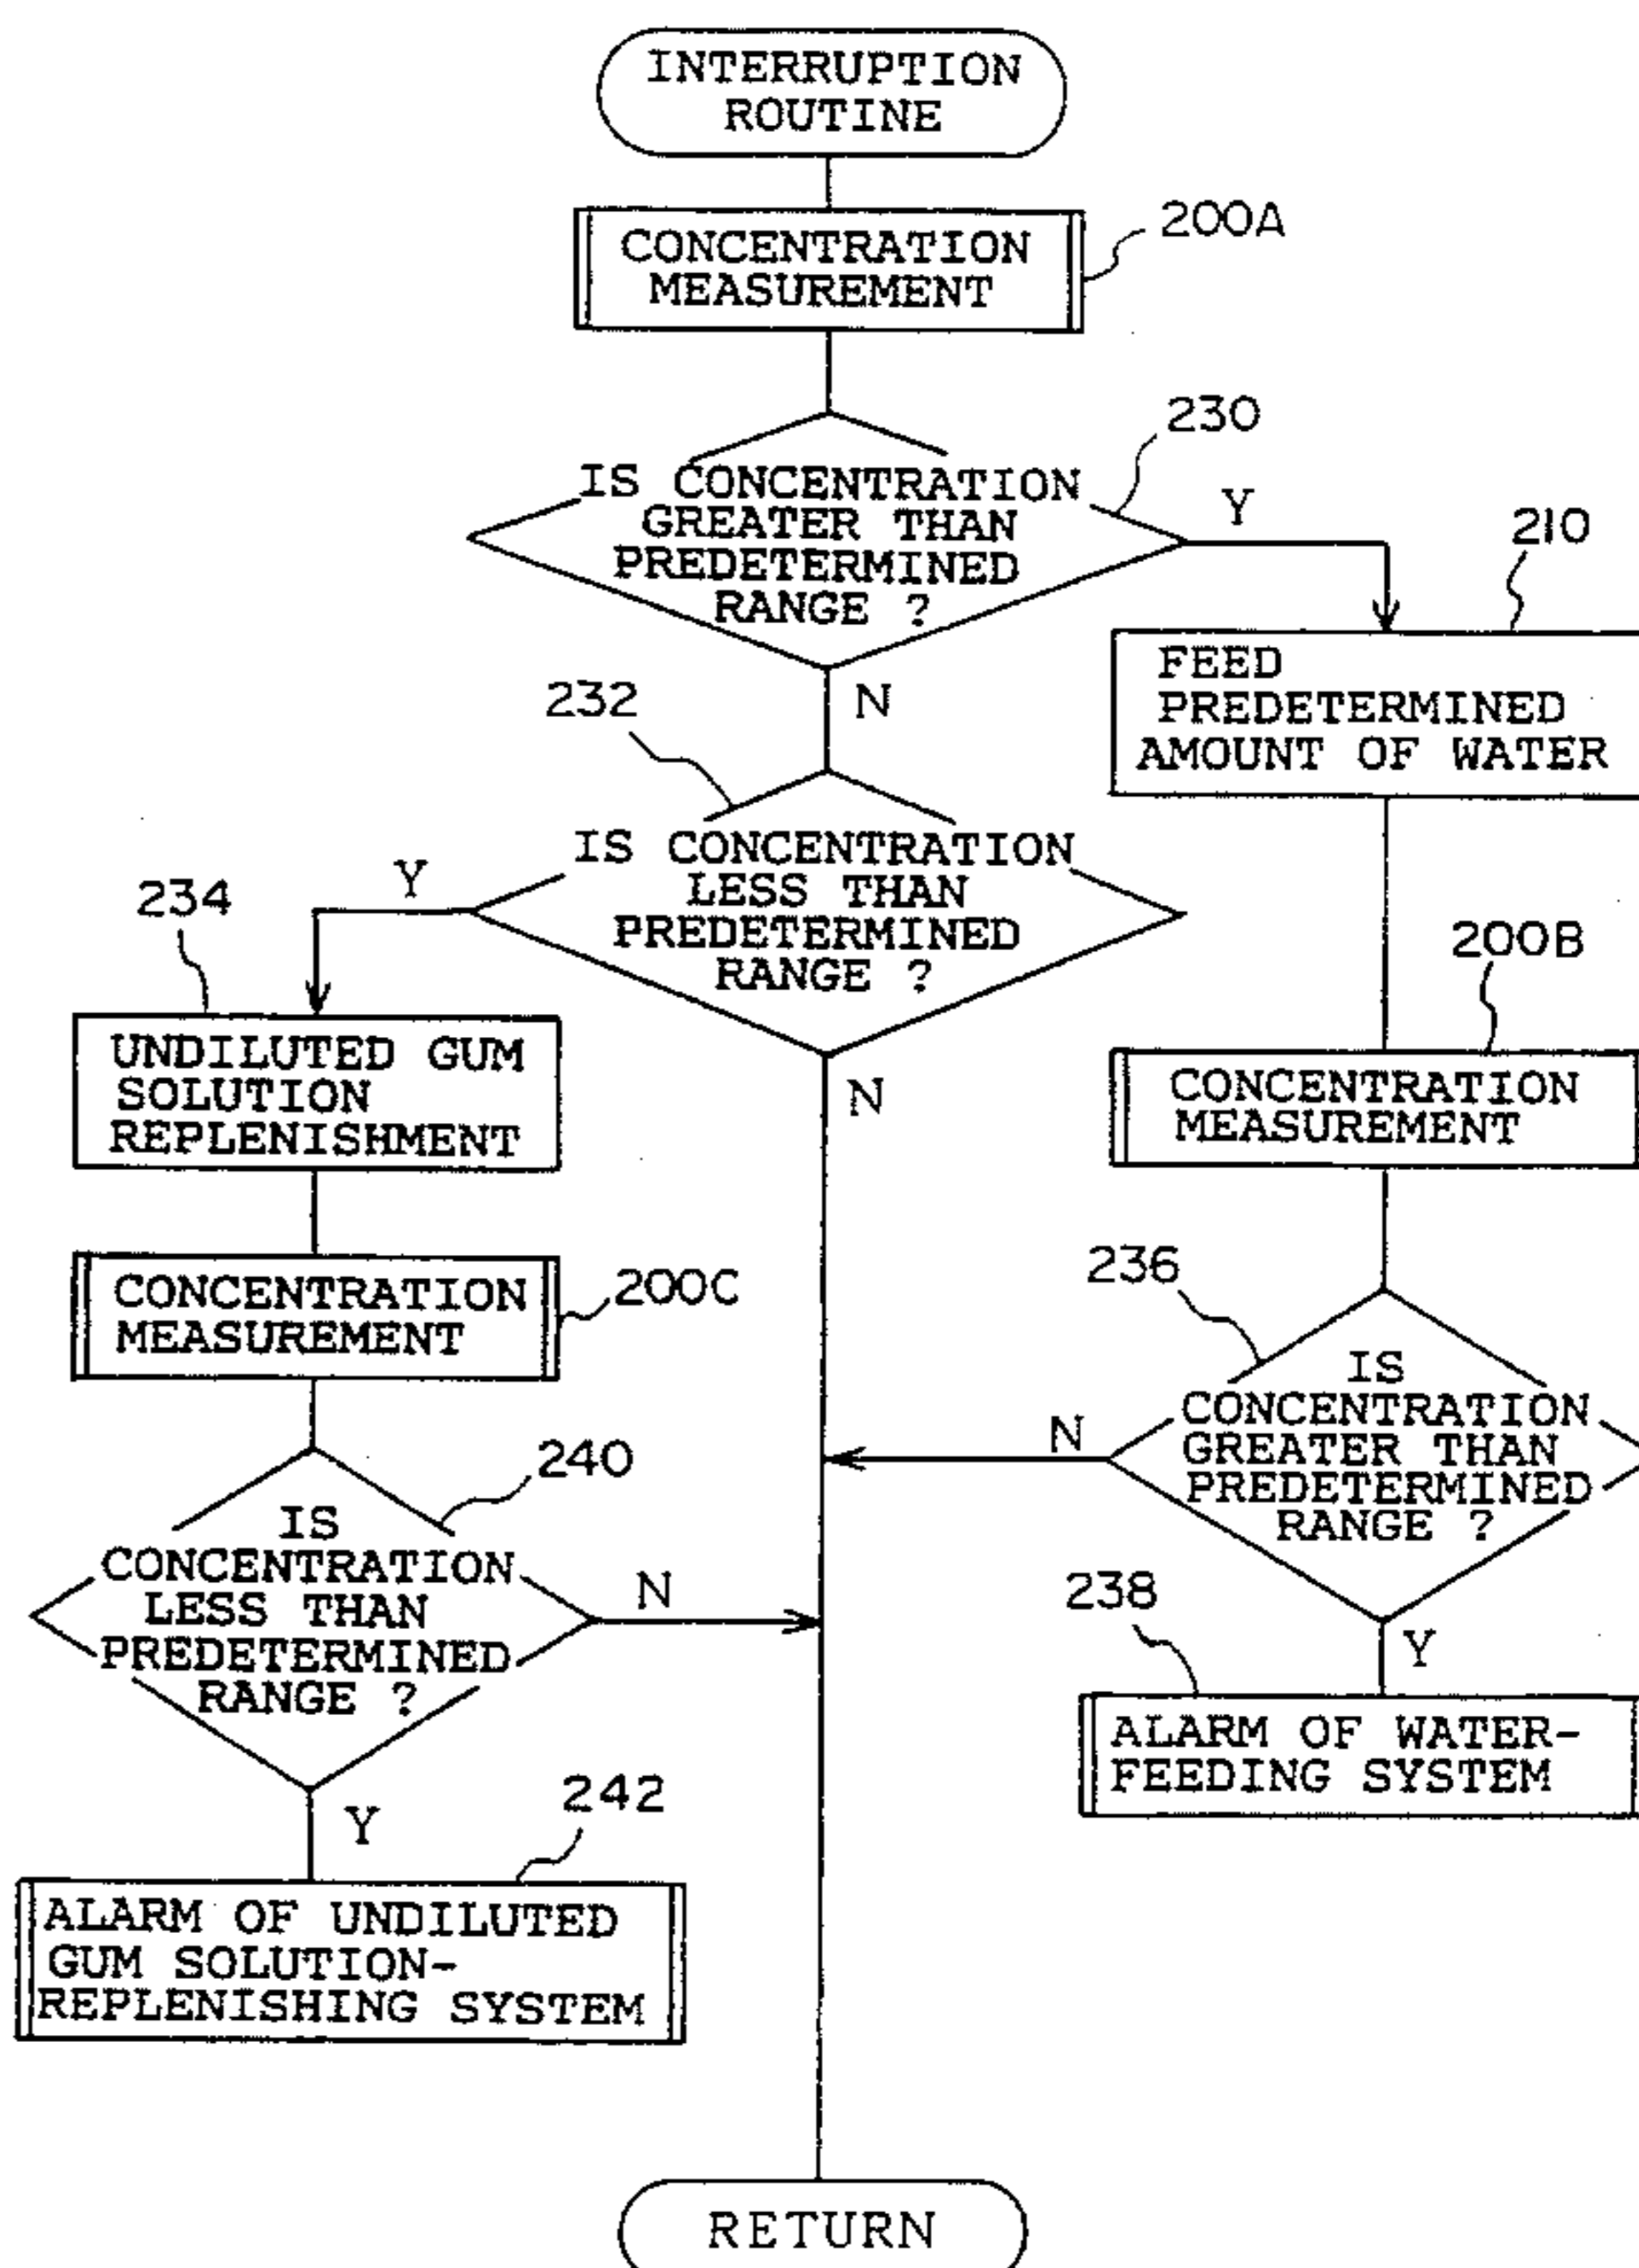 INTERRUPTION
ROUTINE
CONCENTRATION
MEASUREMENT
200A
230
IS CONCENTRATION
GREATER THAN
PREDETERMINED
RANGE ?
Y
210
FEED
PREDETERMINED
AMOUNT OF WATER
N
232
IS CONCENTRATION
LESS THAN
PREDETERMINED
RANGE ?
Y
234
UNDILUTED GUM
SOLUTION
REPLENISHMENT
N
200B
CONCENTRATION
MEASUREMENT
CONCENTRATION
MEASUREMENT
200C
236
IS
CONCENTRATION
GREATER THAN
PREDETERMINED
RANGE ?
N
240
IS
CONCENTRATION
LESS THAN
PREDETERMINED
RANGE ?
N
238
Y
ALARM OF WATER-
FEEDING SYSTEM
242
Y
ALARM OF UNDILUTED
GUM SOLUTION-
REPLENISHING SYSTEM
RETURN